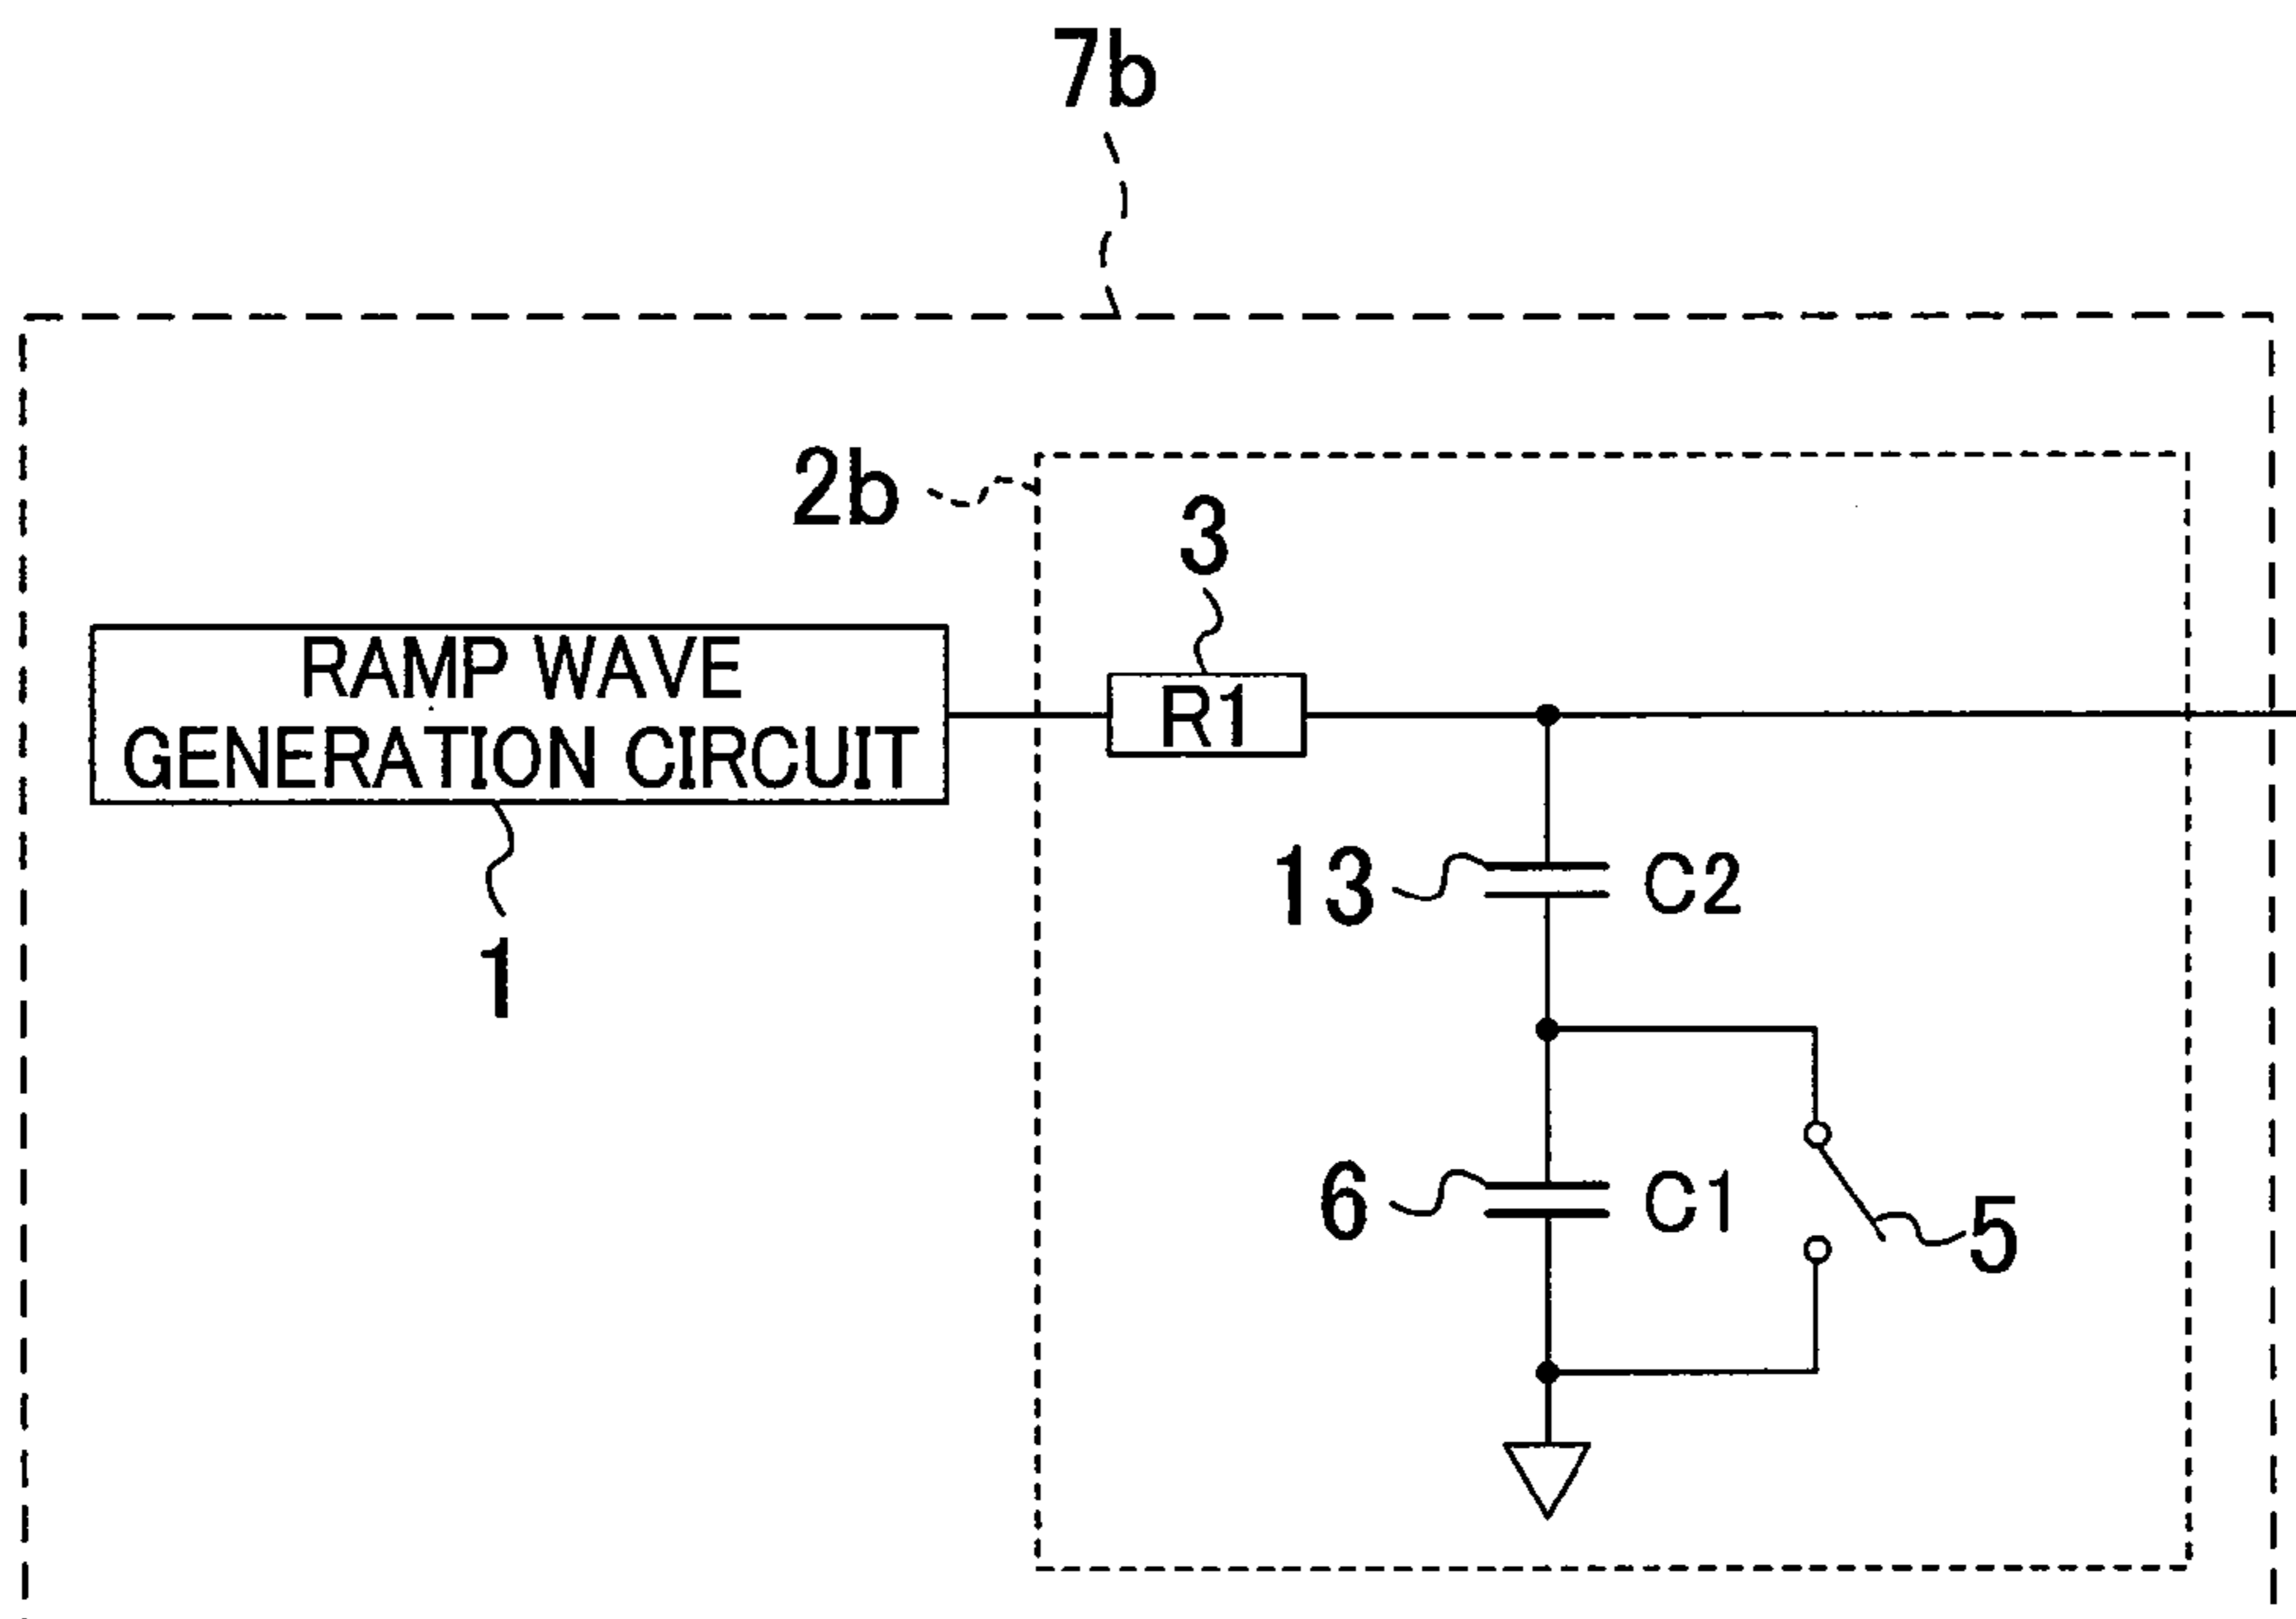 7b
2b
3
RAMP WAVE
GENERATION CIRCUIT
R1
1
13
C2
6
C1
5